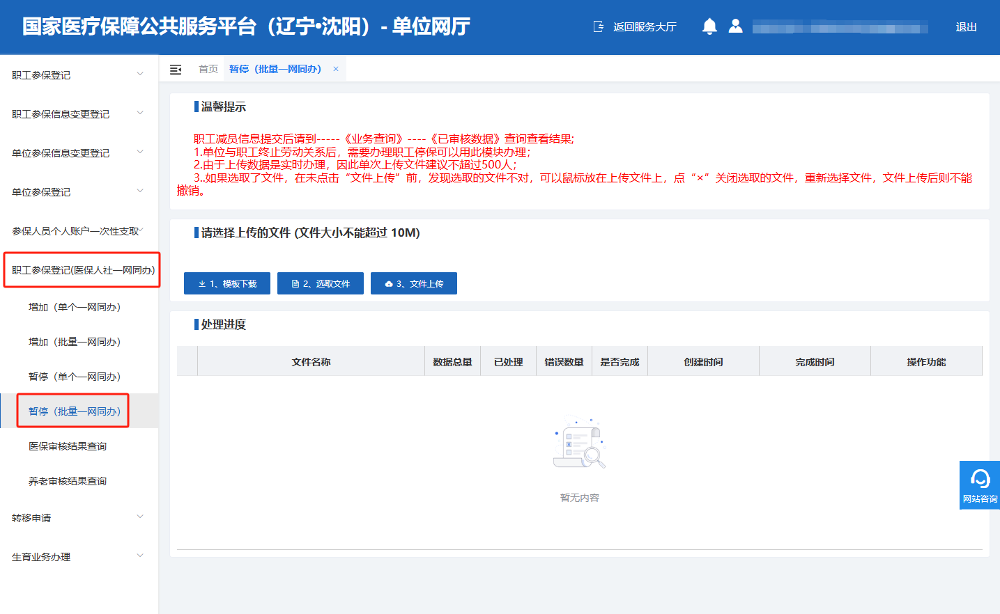 国家医疗保障公共服务平台（辽宁•沈阳）- 单位网厅
返回服务大厅
退出
职工参保登记
职工参保信息变更登记
单位参保信息变更登记
单位参保登记
参保人员个人账户一次性支取
职工参保登记(医保人社一网同办)
增加（单个一网同办）
增加（批量一网同办）
暂停（单个一网同办）
暂停（批量一网同办）
医保审核结果查询
养老审核结果查询
转移申请
生育业务办理
首页
暂停（批量一网同办） ×
温馨提示
职工减员信息提交后请到-----《业务查询》----《已审核数据》查询查看结果;
1.单位与职工终止劳动关系后，需要办理职工停保可以用此模块办理；
2.由于上传数据是实时办理，因此单次上传文件建议不超过500人；
3..如果选取了文件，在未点击“文件上传”前，发现选取的文件不对，可以鼠标放在上传文件上，点“×”关闭选取的文件，重新选择文件，文件上传后则不能
撤销。
请选择上传的文件 (文件大小不能超过 10M)
1、模板下载
2、选取文件
3、文件上传
处理进度
文件名称 数据总量 已处理 错误数量 是否完成 创建时间 完成时间 操作功能
暂无内容
网站咨询